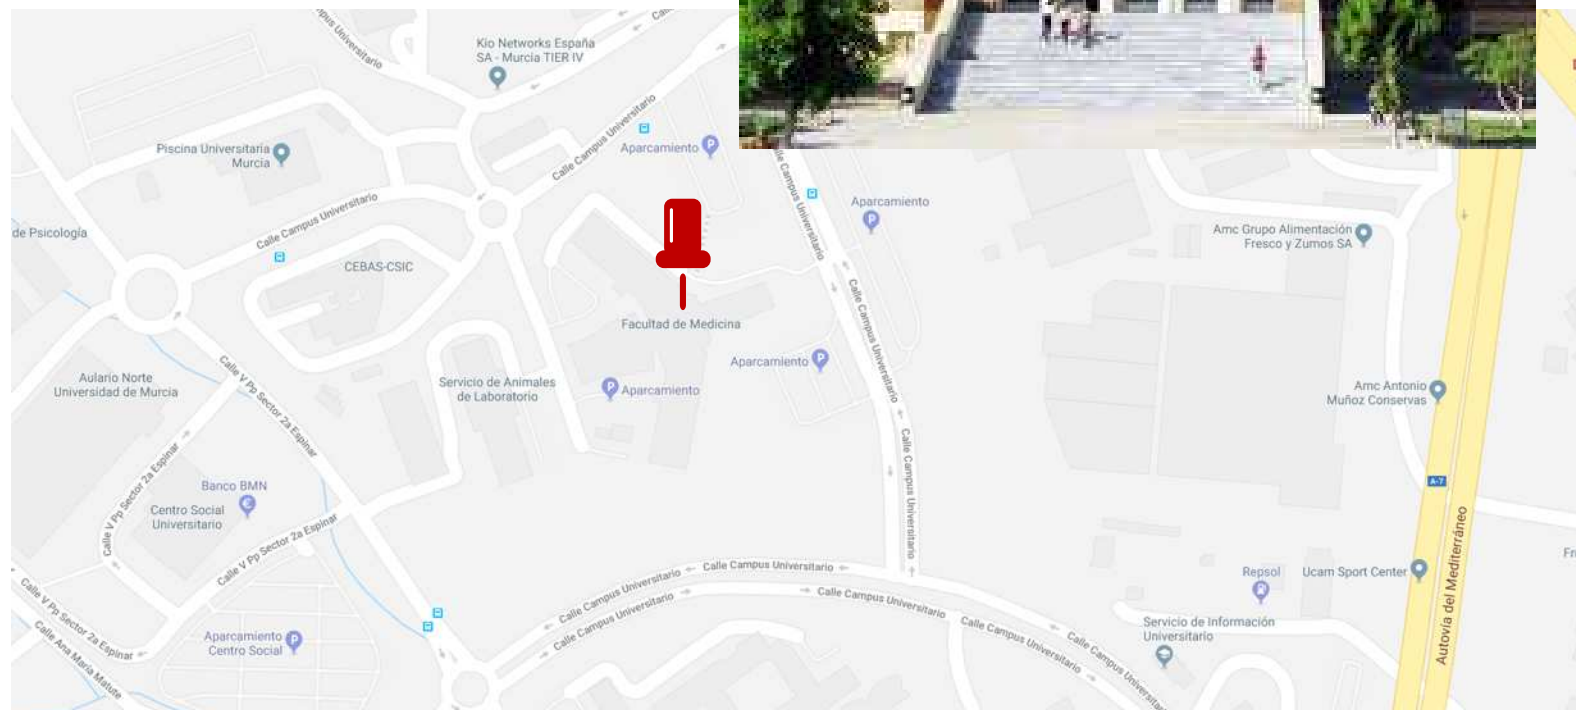 Kio Networks España
SA - Murcia TIER IV
Calle Campus Universitario
Aparcamiento
P
Piscina Universitaria
Murcia
Calle Campus Universitario
Calle Campus Universitario
Aparcamiento
P
de Psicología
CEBAS-CSIC
Amc Grupo Alimentación
Fresco y Zumos SA
Facultad de Medicina
Calle Campus Universitario
Aparcamiento
P
Aulario Norte
Universidad de Murcia
Calle V Pp Sector 2a Espinar
Servicio de Animales
de Laboratorio
P
Aparcamiento
Amc Antonio
Muñoz Conservas
Calle V Pp Sector 2a Espinar
Banco BMN
€
Centro Social
Universitario
Calle V Pp Sector 2a Espinar
Calle Campus Universitario
A-7
Autovía del Mediterráneo
Calle Campus Universitario
Calle Campus Universitario
Calle Campus Universitario
Calle Campus Universitario
Repsol
Ucam Sport Center
Calle V Pp Sector 2a Espinar
Calle Ana María Matute
Aparcamiento
Centro Social
P
Calle Campus Universitario
Calle Campus Universitario
Servicio de Información
Universitario